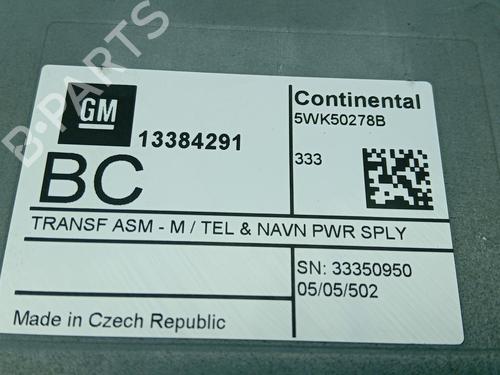 B-PARTS
GM
13384291
BC
Continental
5WK50278B
333
TRANSF ASM - M / TEL & NAVN PWR SPLY
SN: 33350950
05/05/502
Made in Czech Republic